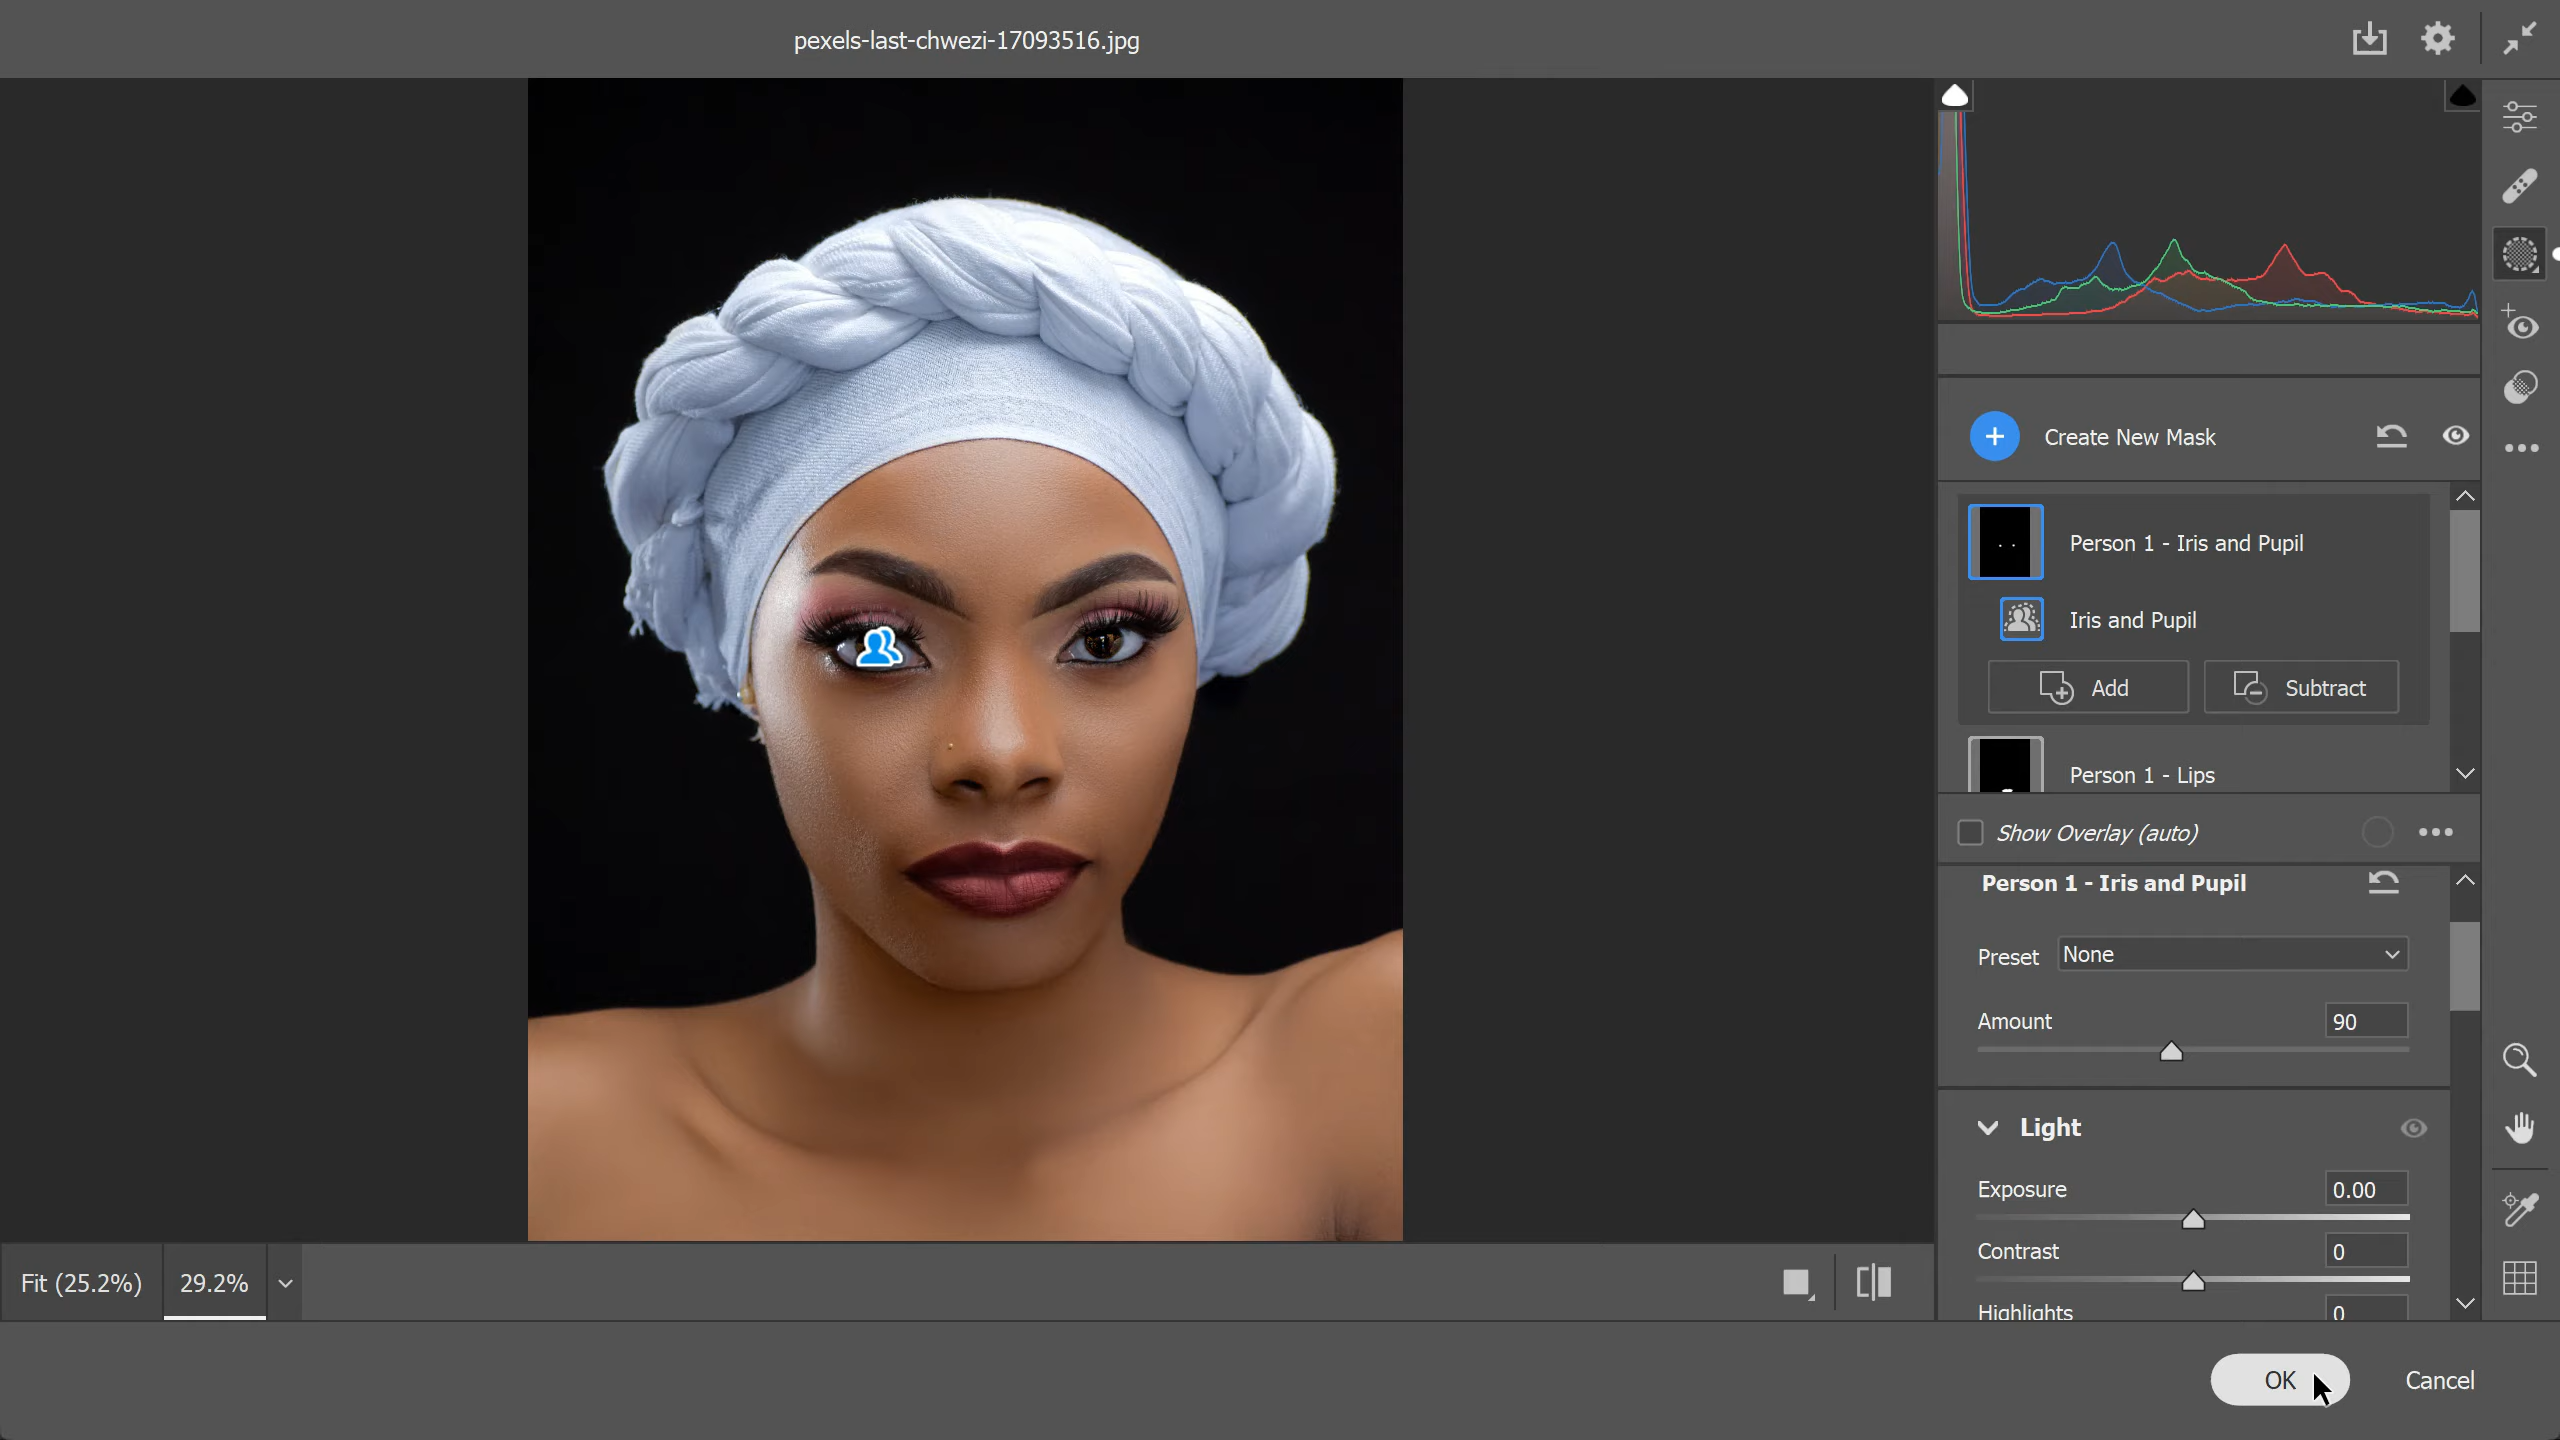 pexels-last-chwezi-17093516.jpg
Create New Mask
Person 1 - Iris and Pupil
Iris and Pupil
Add
Subtract
Person 1 - Lips
Show Overlay (auto)
Person 1 - Iris and Pupil
Preset
None
Amount
90
Light
Exposure
0.00
Contrast
0
Highlights
0
Fit (25.2%)
29.2%
OK
Cancel